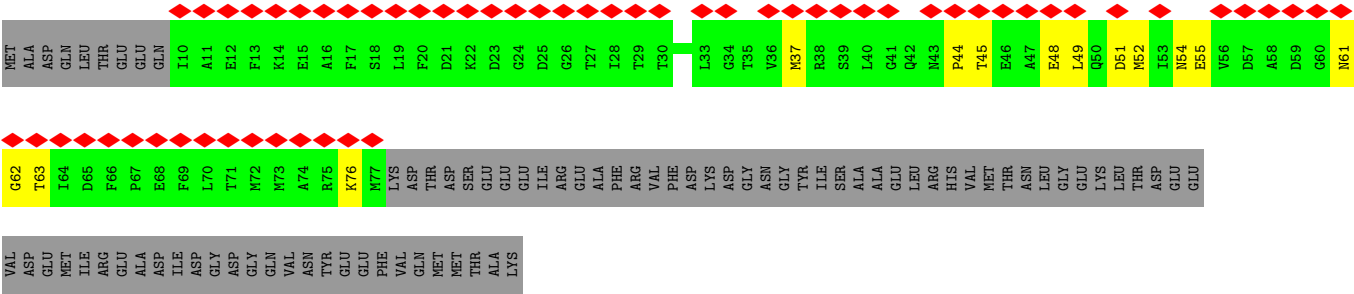 MET ALA ASP GLN LEU THR GLU GLU GLN I10 A11 E12 F13 K14 E15 A16 F17 S18 L19 F20 D21 K22 D23 G24 D25 G26 T27 I28 T29 T30 L33 G34 T35 V36 M37 R38 S39 L40 G41 Q42 N43 P44 T45 E46 A47 E48 L49 Q50 D51 M52 I53 N54 E55 V56 D57 A58 D59 G60 N61
G62 T63 I64 D65 F66 P67 E68 F69 L70 T71 M72 M73 A74 R75 K76 M77 LYS ASP THR ASP SER GLU GLU GLU ILE ARG GLU ALA PHE ARG VAL PHE ASP LYS ASP GLY ASN GLY TYR ILE SER ALA ALA GLU LEU ARG HIS VAL MET THR ASN LEU GLY GLU LYS LEU THR ASP GLU GLU
VAL ASP GLU MET ILE ARG GLU ALA ASP ILE ASP GLY ASP GLY GLN VAL ASN TYR GLU GLU PHE VAL GLN MET MET THR ALA LYS